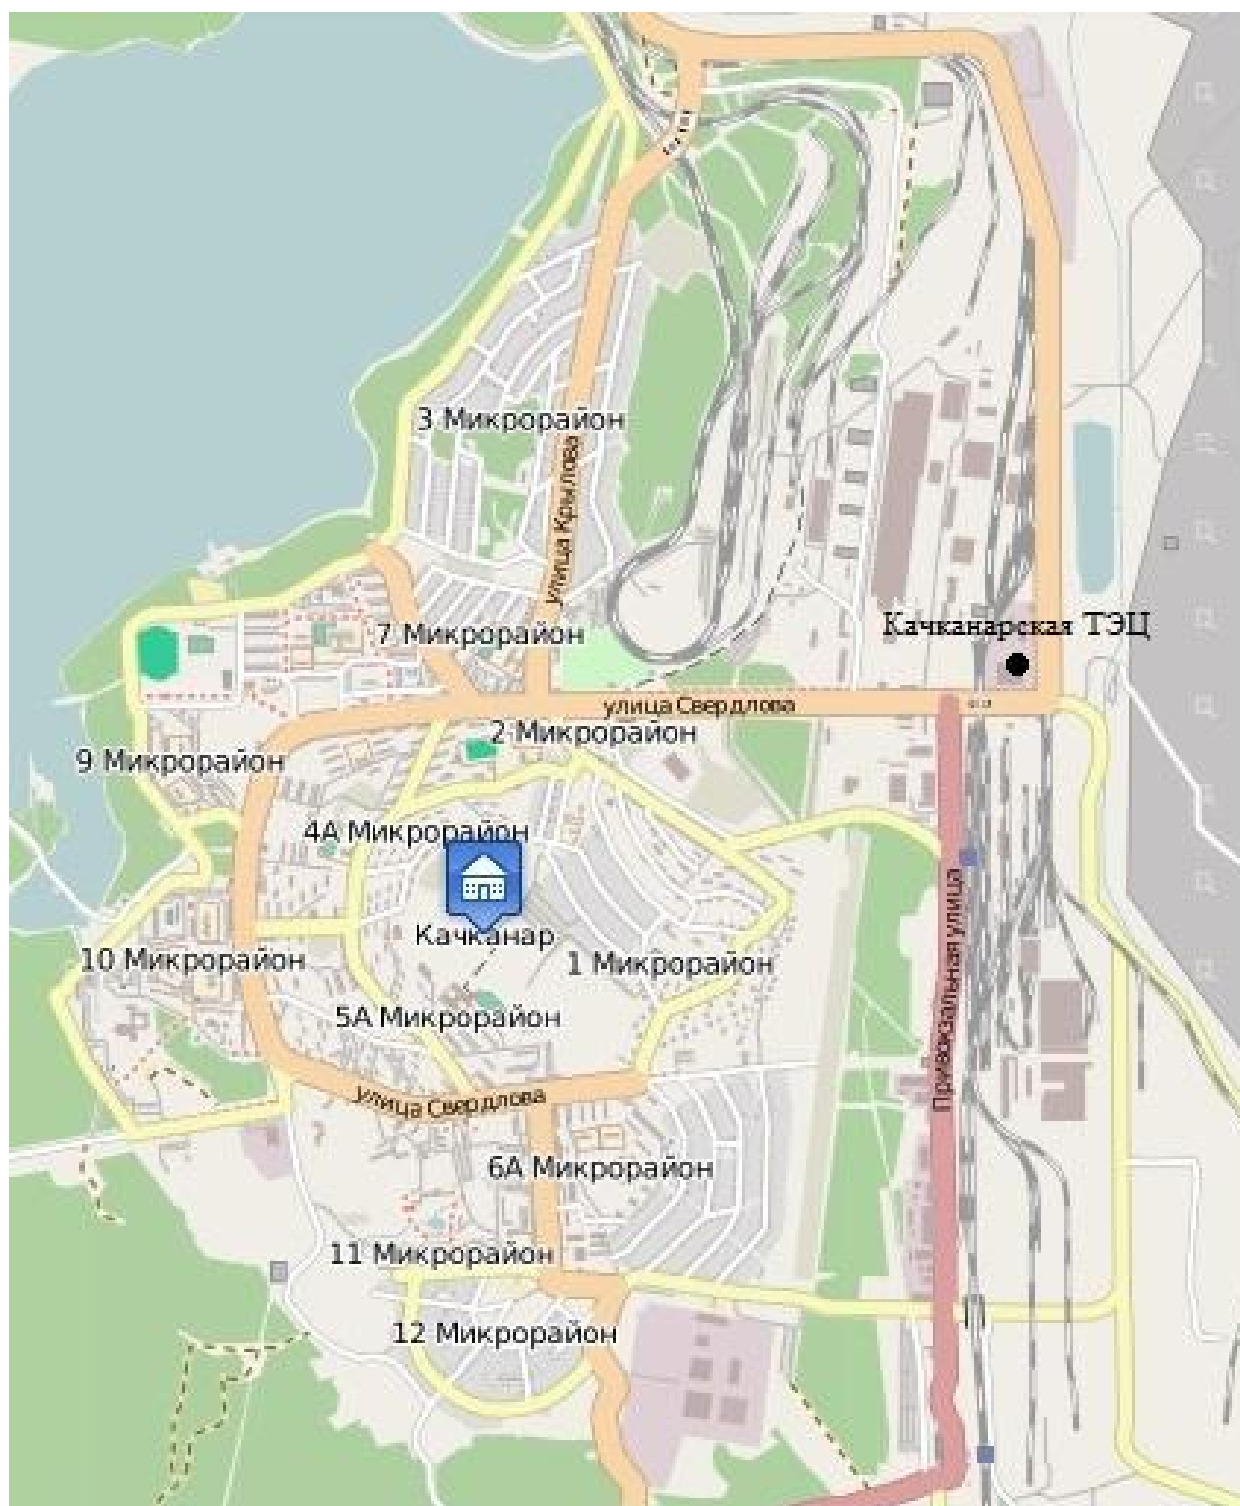 3 Микрорайон
улица Крылова
Качканарская ТЭЦ
7 Микрорайон
улица Свердлова
2 Микрорайон
9 Микрорайон
4А Микрорайон
Качканар
10 Микрорайон
1 Микрорайон
Привокзальная улица
5А Микрорайон
улица Свердлова
6А Микрорайон
11 Микрорайон
12 Микрорайон